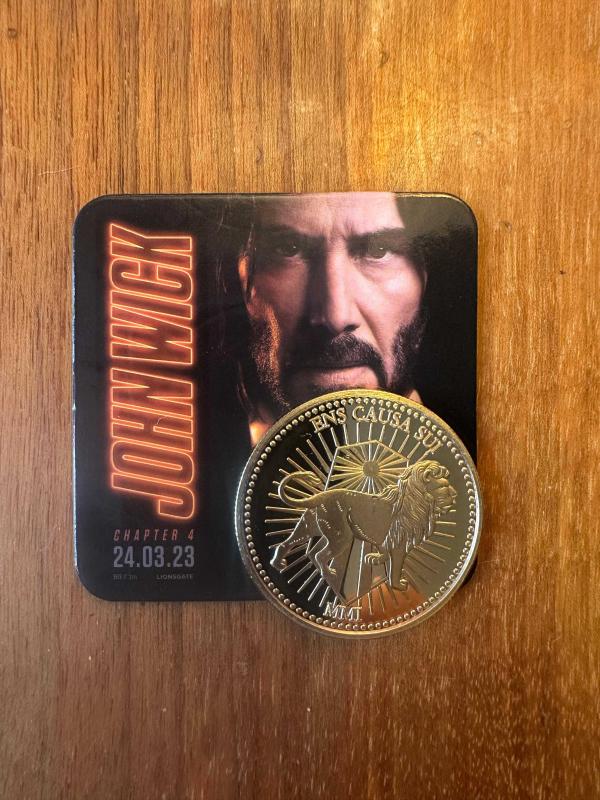 JOHN WICK
CHAPTER 4
24.03.23
LIONSGATE
ENS CAUSA SUI
MMI